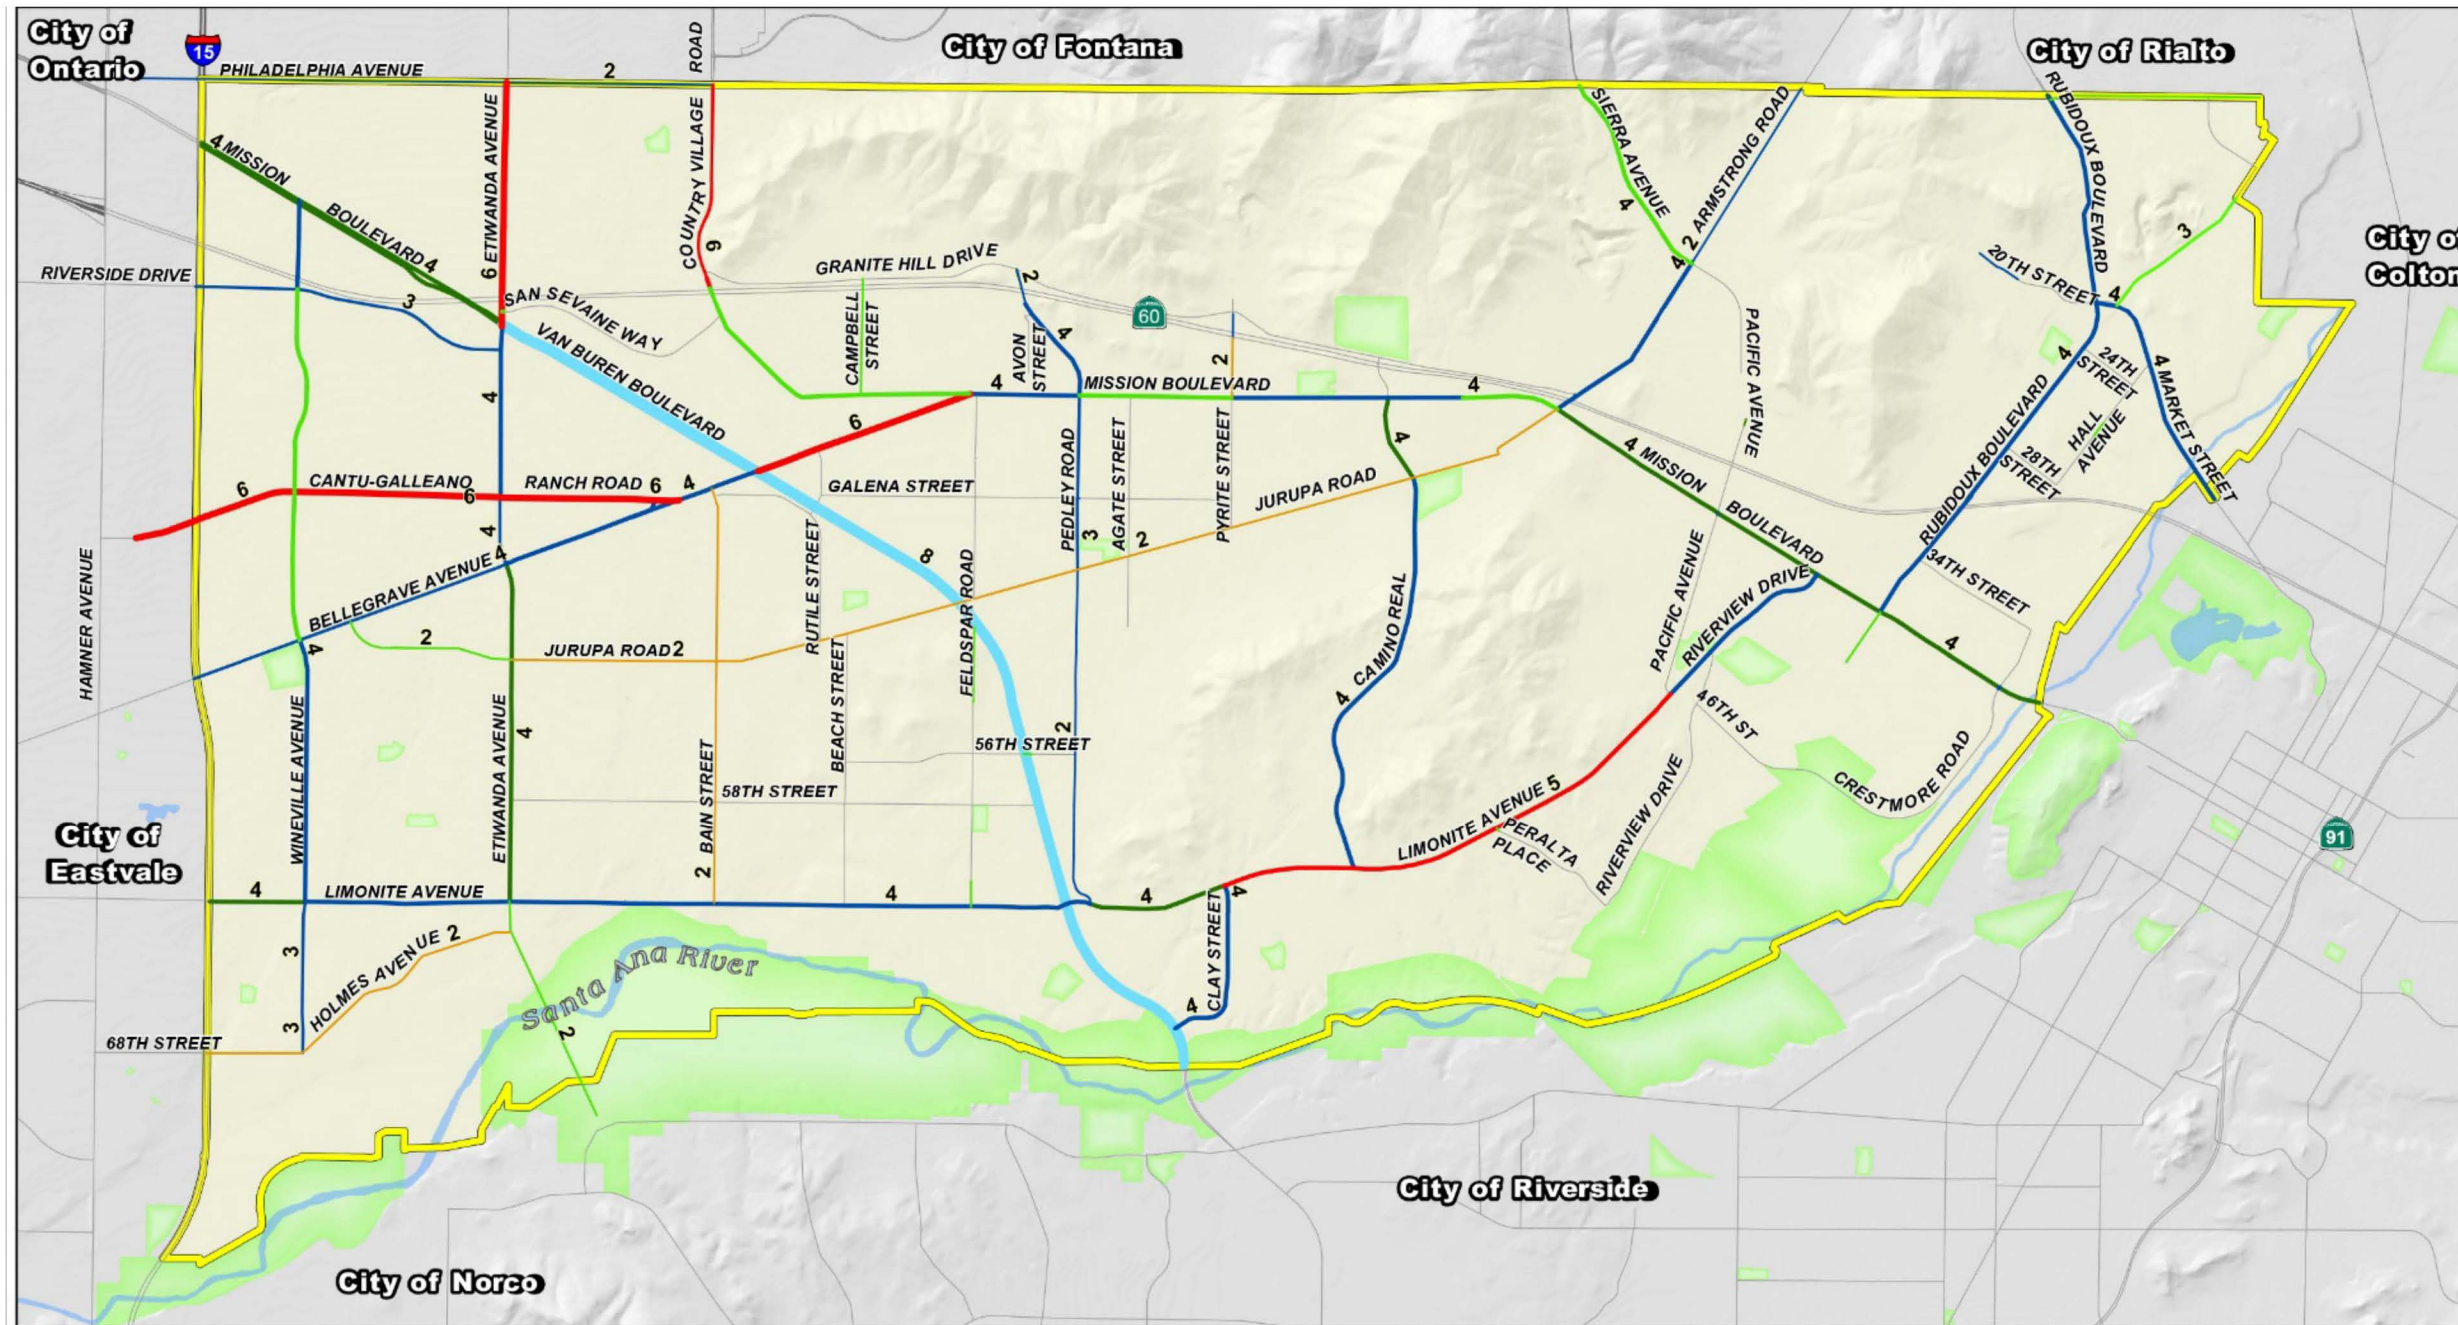 City of
Ontario
15
PHILADELPHIA AVENUE
2
ROAD
City of Fontana
City of Rialto
4 MISSION
BOULEVARD 4
ETIWANDA AVENUE
6
COUNTRY VILLAGE
6
SIERRA AVENUE
4
2 ARMSTRONG ROAD
4
RUBIDOUX BOULEVARD
3
City of
Colton
RIVERSIDE DRIVE
3
SAN SEVAINE WAY
GRANITE HILL DRIVE
2
60
20TH STREET
4
VAN BUREN BOULEVARD
CAMPBELL
STREET
AVON
STREET
4
2
PACIFIC AVENUE
4
24TH
STREET
4 MARKET STREET
4
4
MISSION BOULEVARD
4
6
HALL
AVENUE
28TH
STREET
RUBIDOUX BOULEVARD
6
CANTU-GALLEANO
6
RANCH ROAD 6
4
GALENA STREET
PEDLEY ROAD
3
AGATE STREET
2
PYRITE STREET
JURUPA ROAD
4
4 MISSION
BOULEVARD
4
HAMNER AVENUE
BELLEGRAVE AVENUE 4
RUTILE STREET
8
FELDSPAR ROAD
CAMINO REAL
4
PACIFIC AVENUE
RIVERVIEW DRIVE
34TH STREET
4
4
2
JURUPA ROAD 2
BEACH STREET
WINEVILLE AVENUE
ETIWANDA AVENUE
4
BAIN STREET
2
2
56TH STREET
58TH STREET
46TH ST
RIVERVIEW DRIVE
CRESTMORE ROAD
City of
Eastvale
LIMONITE AVENUE 5
PERALTA
PLACE
91
4
LIMONITE AVENUE
4
4
4
CLAY STREET
4
3
3
HOLMES AVENUE 2
Santa Ana River
2
68TH STREET
City of Riverside
City of Norco